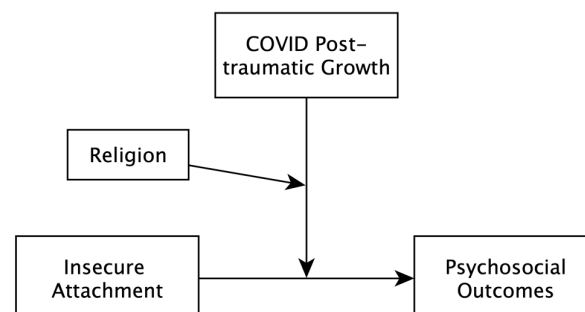 COVID Post-
traumatic Growth
Religion
Insecure
Attachment
Psychosocial
Outcomes